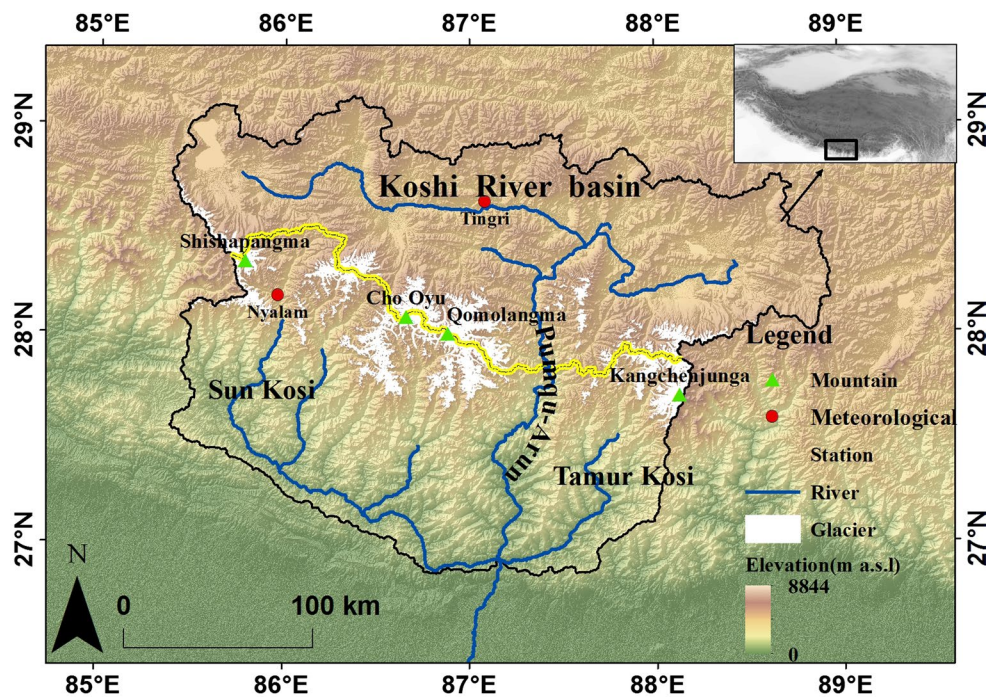 85°E 86°E 87°E 88°E 89°E
29°N
29°N
Koshi River basin
Tingri
Shishapangma
Nyalam
Cho Oyu
Qomolangma
28°N
28°N
Pumqu-Arun
Kangchenjunga
Sun Kosi
Tamur Kosi
Legend
Mountain
Meteorological
Station
River
Glacier
Elevation(m a.s.l)
8844
0
27°N
27°N
N
0 100 km
85°E 86°E 87°E 88°E 89°E